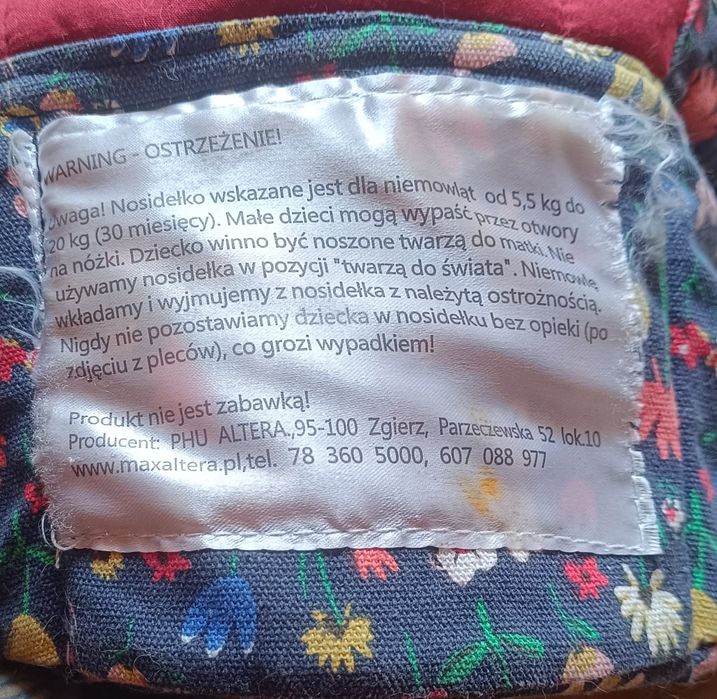 WARNING - OSTRZEŻENIE!
Uwaga! Nosidełko wskazane jest dla niemowląt od 5,5 kg do
20 kg (30 miesięcy). Małe dzieci mogą wypaść przez otwory
na nóżki. Dziecko winno być noszone twarzą do matki. Nie
używamy nosidełka w pozycji "twarzą do świata". Niemowlę
wkładamy i wyjmujemy z nosidełka z należytą ostrożnością.
Nigdy nie pozostawiamy dziecka w nosidełku bez opieki (po
zdjęciu z pleców), co grozi wypadkiem!
Produkt nie jest zabawką!
Producent: PHU ALTERA.,95-100 Zgierz, Parzeczewska 52 lok.10
www.maxaltera.pl,tel. 78 360 5000, 607 088 977